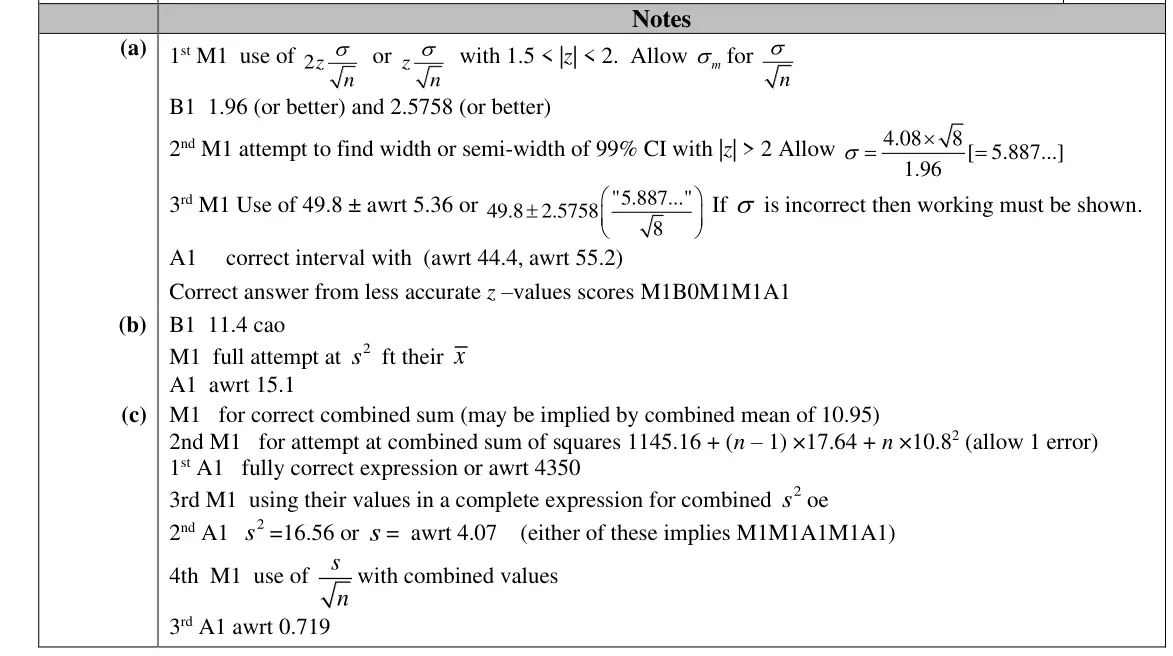 Notes
(a) 1st M1 use of 2z σ/√n or z σ/√n with 1.5 < |z| < 2. Allow σm for σ/√n
B1 1.96 (or better) and 2.5758 (or better)
2nd M1 attempt to find width or semi-width of 99% CI with |z| > 2 Allow σ = 4.08×√8/1.96 [= 5.887...]
3rd M1 Use of 49.8 ± awrt 5.36 or 49.8 ± 2.5758("5.887..."/√8) If σ is incorrect then working must be shown.
A1 correct interval with (awrt 44.4, awrt 55.2)
Correct answer from less accurate z –values scores M1B0M1M1A1
(b) B1 11.4 cao
M1 full attempt at s² ft their x̅
A1 awrt 15.1
(c) M1 for correct combined sum (may be implied by combined mean of 10.95)
2nd M1 for attempt at combined sum of squares 1145.16 + (n – 1) ×17.64 + n ×10.8² (allow 1 error)
1st A1 fully correct expression or awrt 4350
3rd M1 using their values in a complete expression for combined s² oe
2nd A1 s² =16.56 or s = awrt 4.07 (either of these implies M1M1A1M1A1)
4th M1 use of s/√n with combined values
3rd A1 awrt 0.719